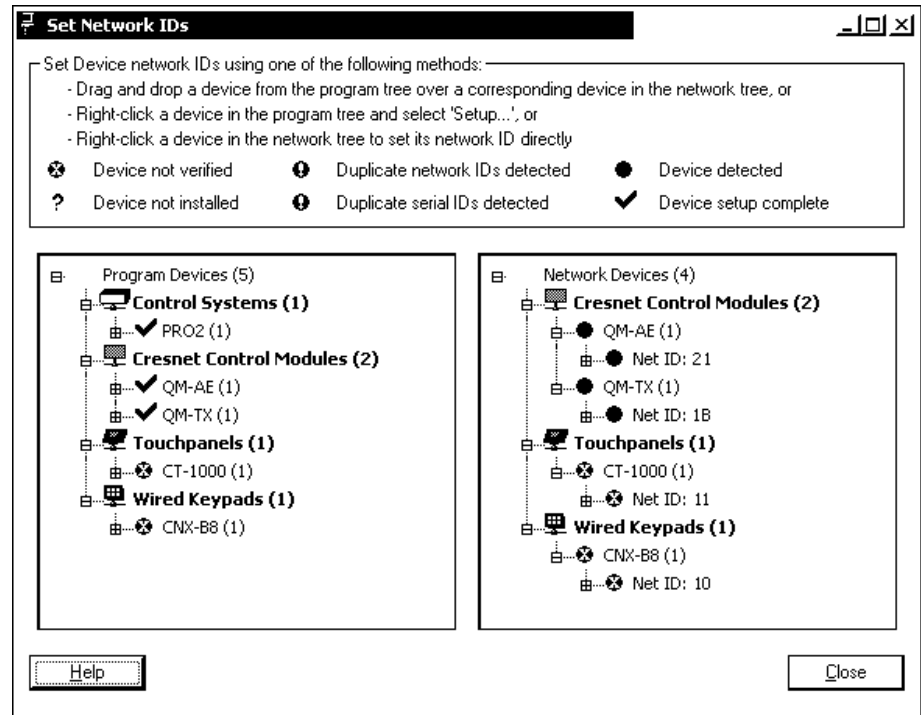 Set Network IDs
Set Device network IDs using one of the following methods:
- Drag and drop a device from the program tree over a corresponding device in the network tree, or
- Right-click a device in the program tree and select 'Setup...', or
- Right-click a device in the network tree to set its network ID directly
Device not verified
Duplicate network IDs detected
Device detected
? Device not installed
Duplicate serial IDs detected
Device setup complete
Program Devices (5)
Control Systems (1)
PRO2 (1)
Cresnet Control Modules (2)
QM-AE (1)
QM-TX (1)
Touchpanels (1)
CT-1000 (1)
Wired Keypads (1)
CNX-B8 (1)
Network Devices (4)
Cresnet Control Modules (2)
QM-AE (1)
Net ID: 21
QM-TX (1)
Net ID: 1B
Touchpanels (1)
CT-1000 (1)
Net ID: 11
Wired Keypads (1)
CNX-B8 (1)
Net ID: 10
Help
Close